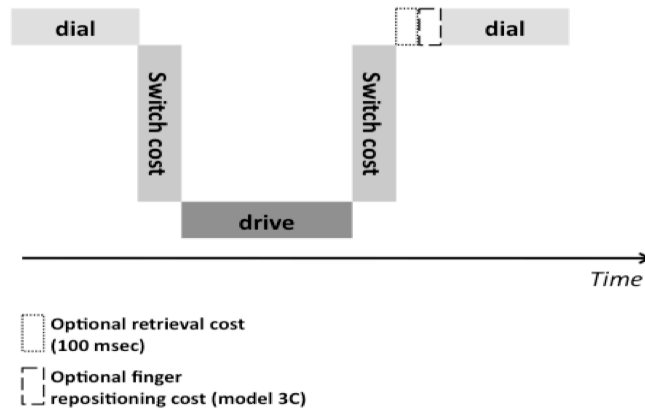 dial
dial
Switch cost
Switch cost
drive
Time
Optional retrieval cost
(100 msec)
Optional finger
repositioning cost (model 3C)